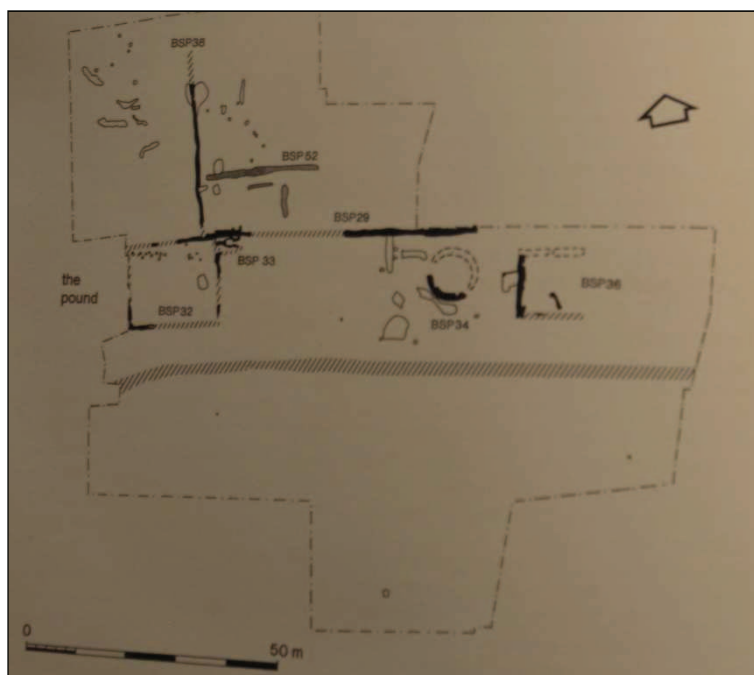 BSP38
BSP52
BSP29
BSP 33
the
pound
BSP32
BSP34
BSP36
0
50 m